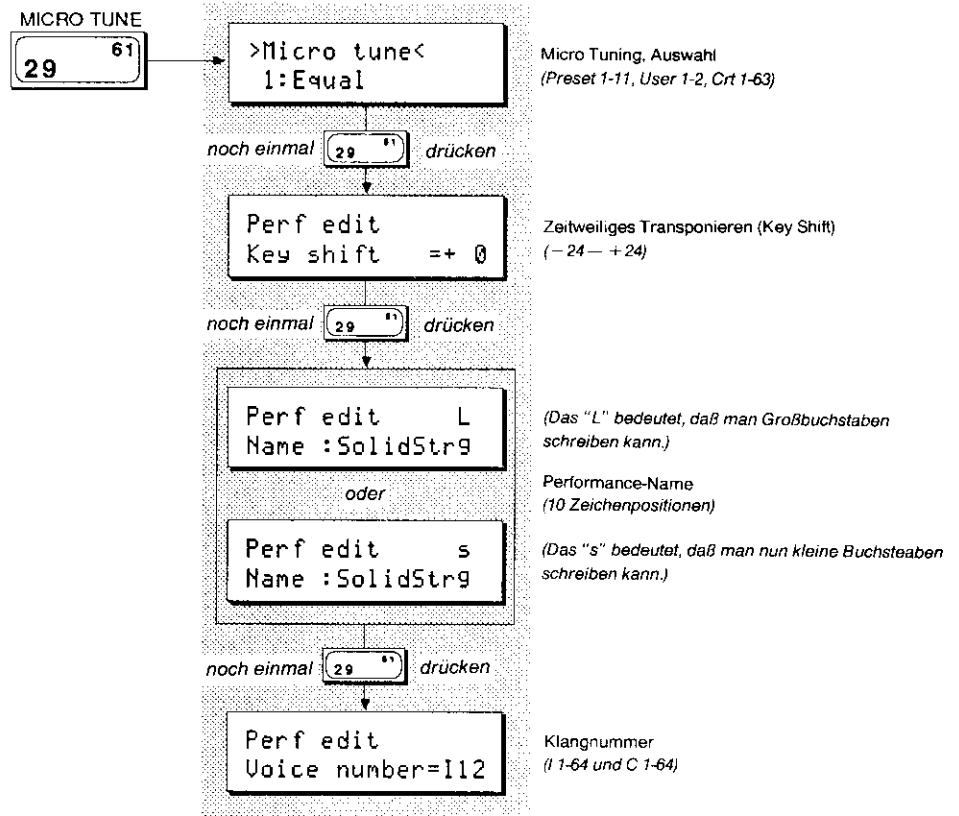 MICRO TUNE
29 61
>Micro tune<
1:Equal
Micro Tuning, Auswahl
(Preset 1-11, User 1-2, Crt 1-63)
noch einmal 29 61 drücken
Perf edit
Key shift =+ 0
Zeitweiliges Transponieren (Key Shift)
(−24— +24)
noch einmal 29 61 drücken
Perf edit L
Name :SolidStrg
(Das "L" bedeutet, daß man Großbuchstaben
schreiben kann.)
oder
Performance-Name
(10 Zeichenpositionen)
Perf edit s
Name :SolidStrg
(Das "s" bedeutet, daß man nun kleine Buchsteaben
schreiben kann.)
noch einmal 29 61 drücken
Perf edit
Voice number=I12
Klangnummer
(I 1-64 und C 1-64)